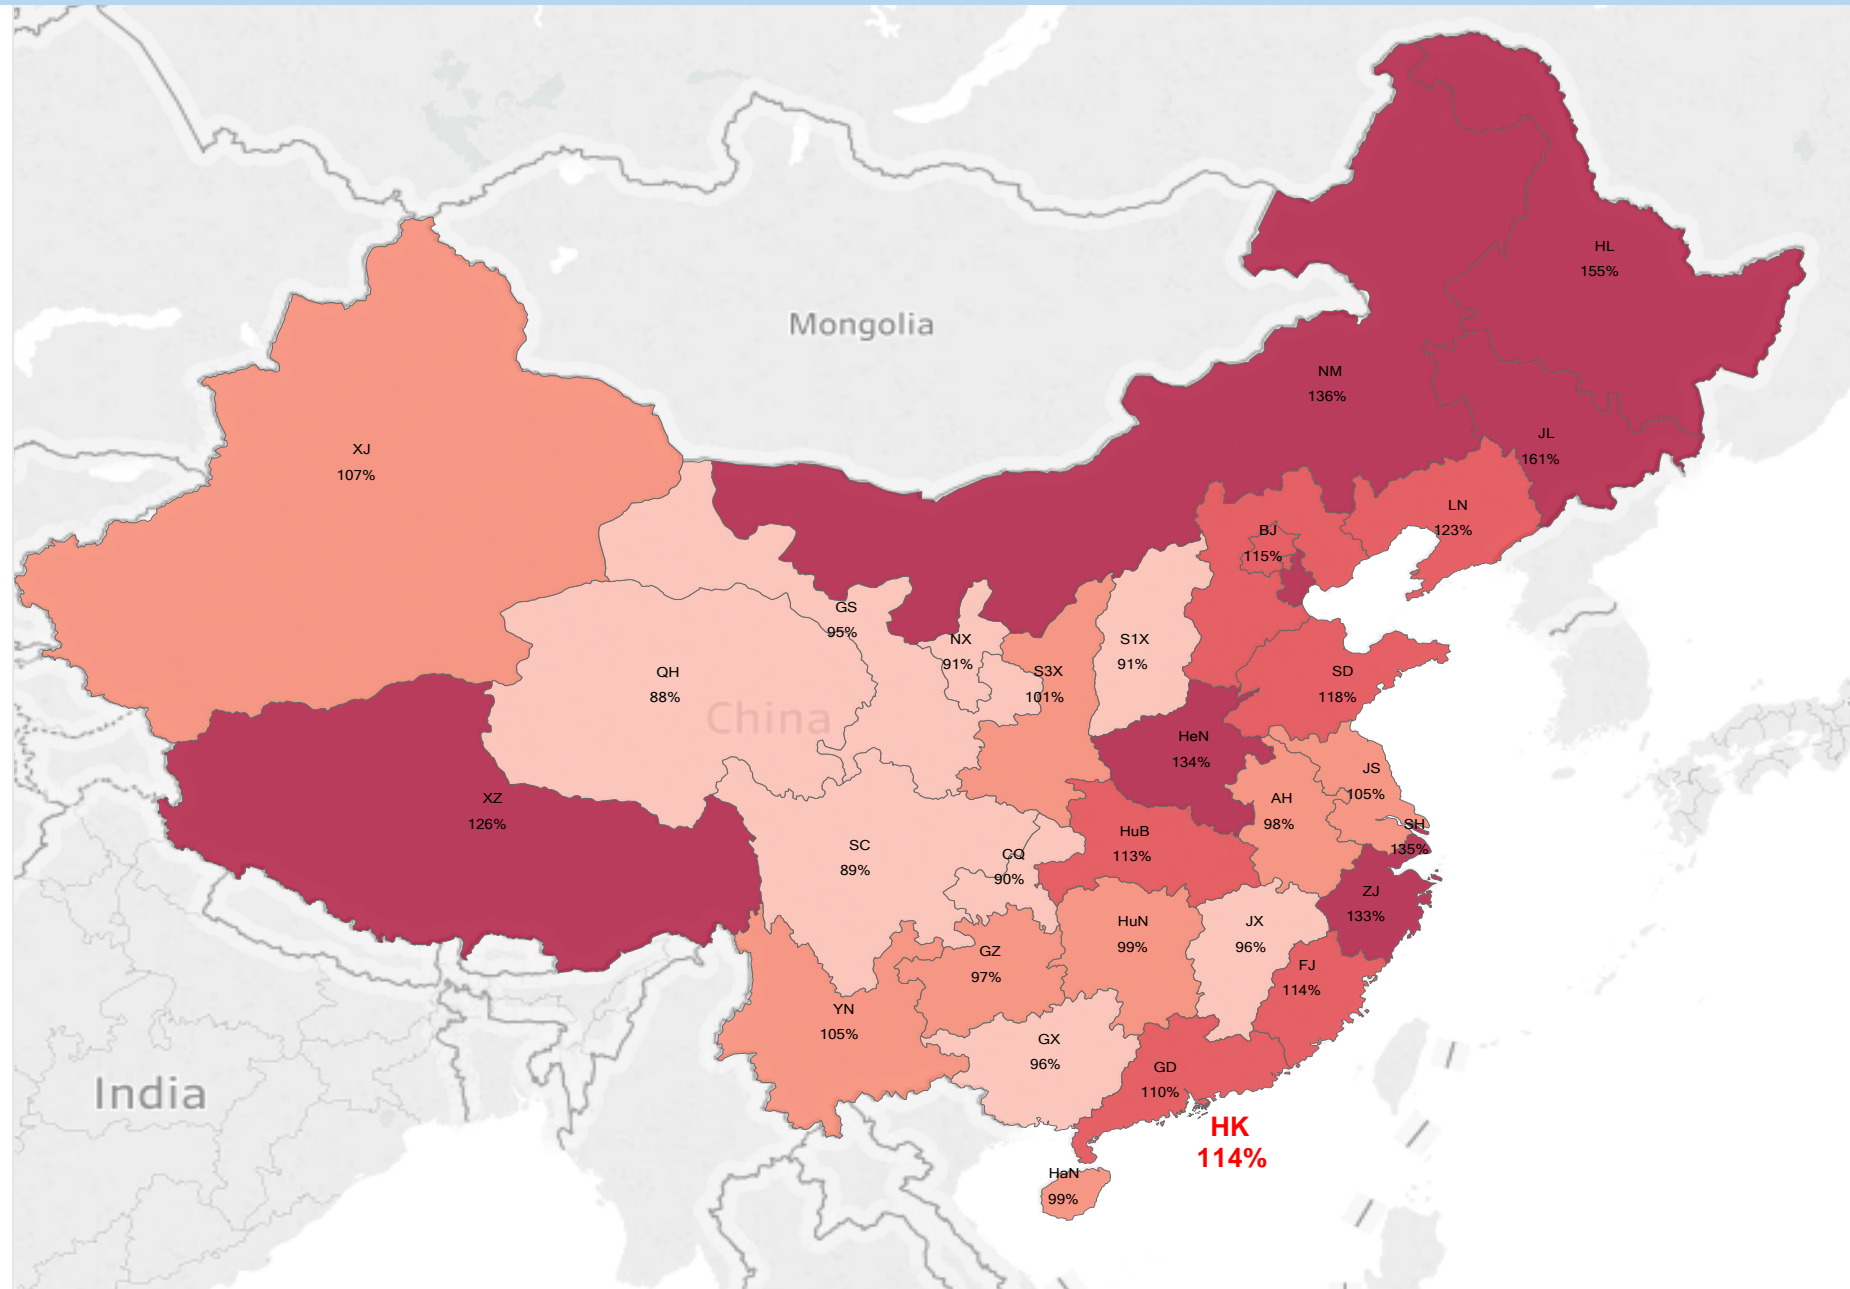 HL
155%
Mongolia
NM
136%
JL
161%
XJ
107%
LN
123%
BJ
115%
GS
95%
NX
91%
S1X
91%
QH
88%
S3X
101%
SD
118%
China
HeN
134%
JS
105%
XZ
126%
AH
98%
SH
135%
HuB
113%
SC
89%
CQ
90%
ZJ
133%
HuN
99%
JX
96%
GZ
97%
FJ
114%
YN
105%
GX
96%
GD
110%
India
HK
114%
HaN
99%